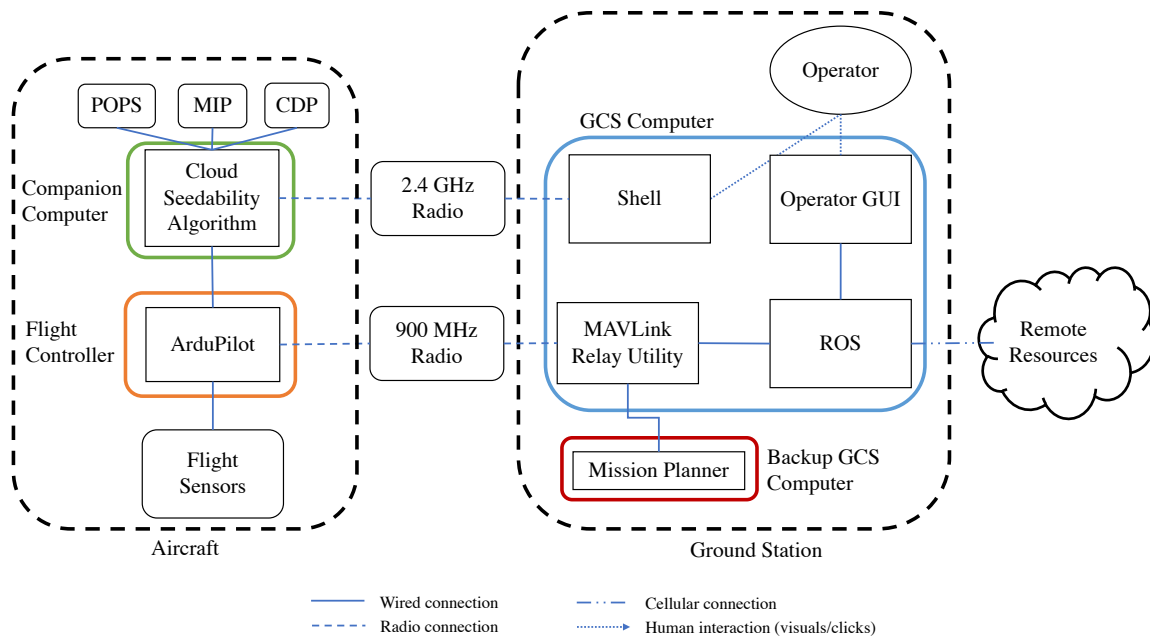 Operator
POPS
MIP
CDP
GCS Computer
Companion
Computer
Cloud
Seedability
Algorithm
2.4 GHz
Radio
Shell
Operator GUI
Flight
Controller
ArduPilot
900 MHz
Radio
MAVLink
Relay Utility
ROS
Remote
Resources
Flight
Sensors
Mission Planner
Backup GCS
Computer
Aircraft
Ground Station
Wired connection
Cellular connection
Radio connection
Human interaction (visuals/clicks)